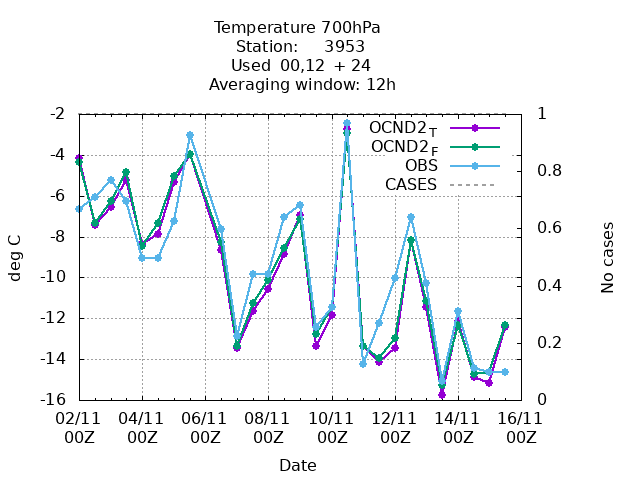 Temperature 700hPa
Station: 3953
Used 00,12 + 24
Averaging window: 12h
-2 1
OCND2T
OCND2F
OBS
CASES
-4 0.8
-6
0.6
-8
-10
0.4
-12
0.2
-14
-16 0
deg C
No cases
02/11 04/11 06/11 08/11 10/11 12/11 14/11 16/11
00Z 00Z 00Z 00Z 00Z 00Z 00Z 00Z
Date